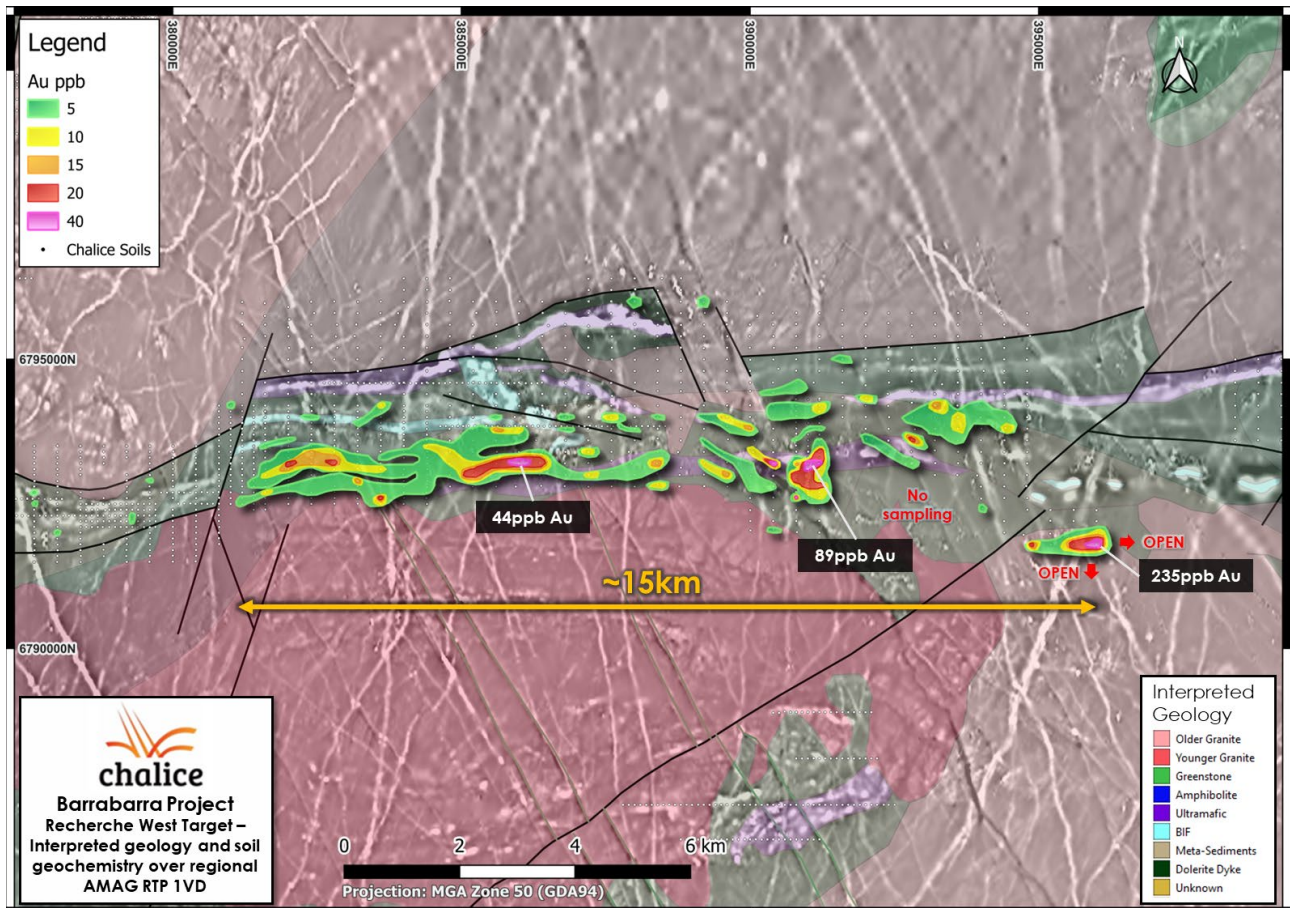 Legend
Au ppb
5
10
15
20
40
Chalice Soils
3800000E
3850000E
3900000E
395000E
N
6795000N
6790000N
44ppb Au
89ppb Au
No
sampling
OPEN
OPEN
235ppb Au
~15km
chalice
Barrabarra Project
Recherche West Target –
Interpreted geology and soil
geochemistry over regional
AMAG RTP 1VD
0
2
4
6 km
Projection: MGA Zone 50 (GDA94)
Interpreted
Geology
Older Granite
Younger Granite
Greenstone
Amphibolite
Ultramafic
BIF
Meta-Sediments
Dolerite Dyke
Unknown